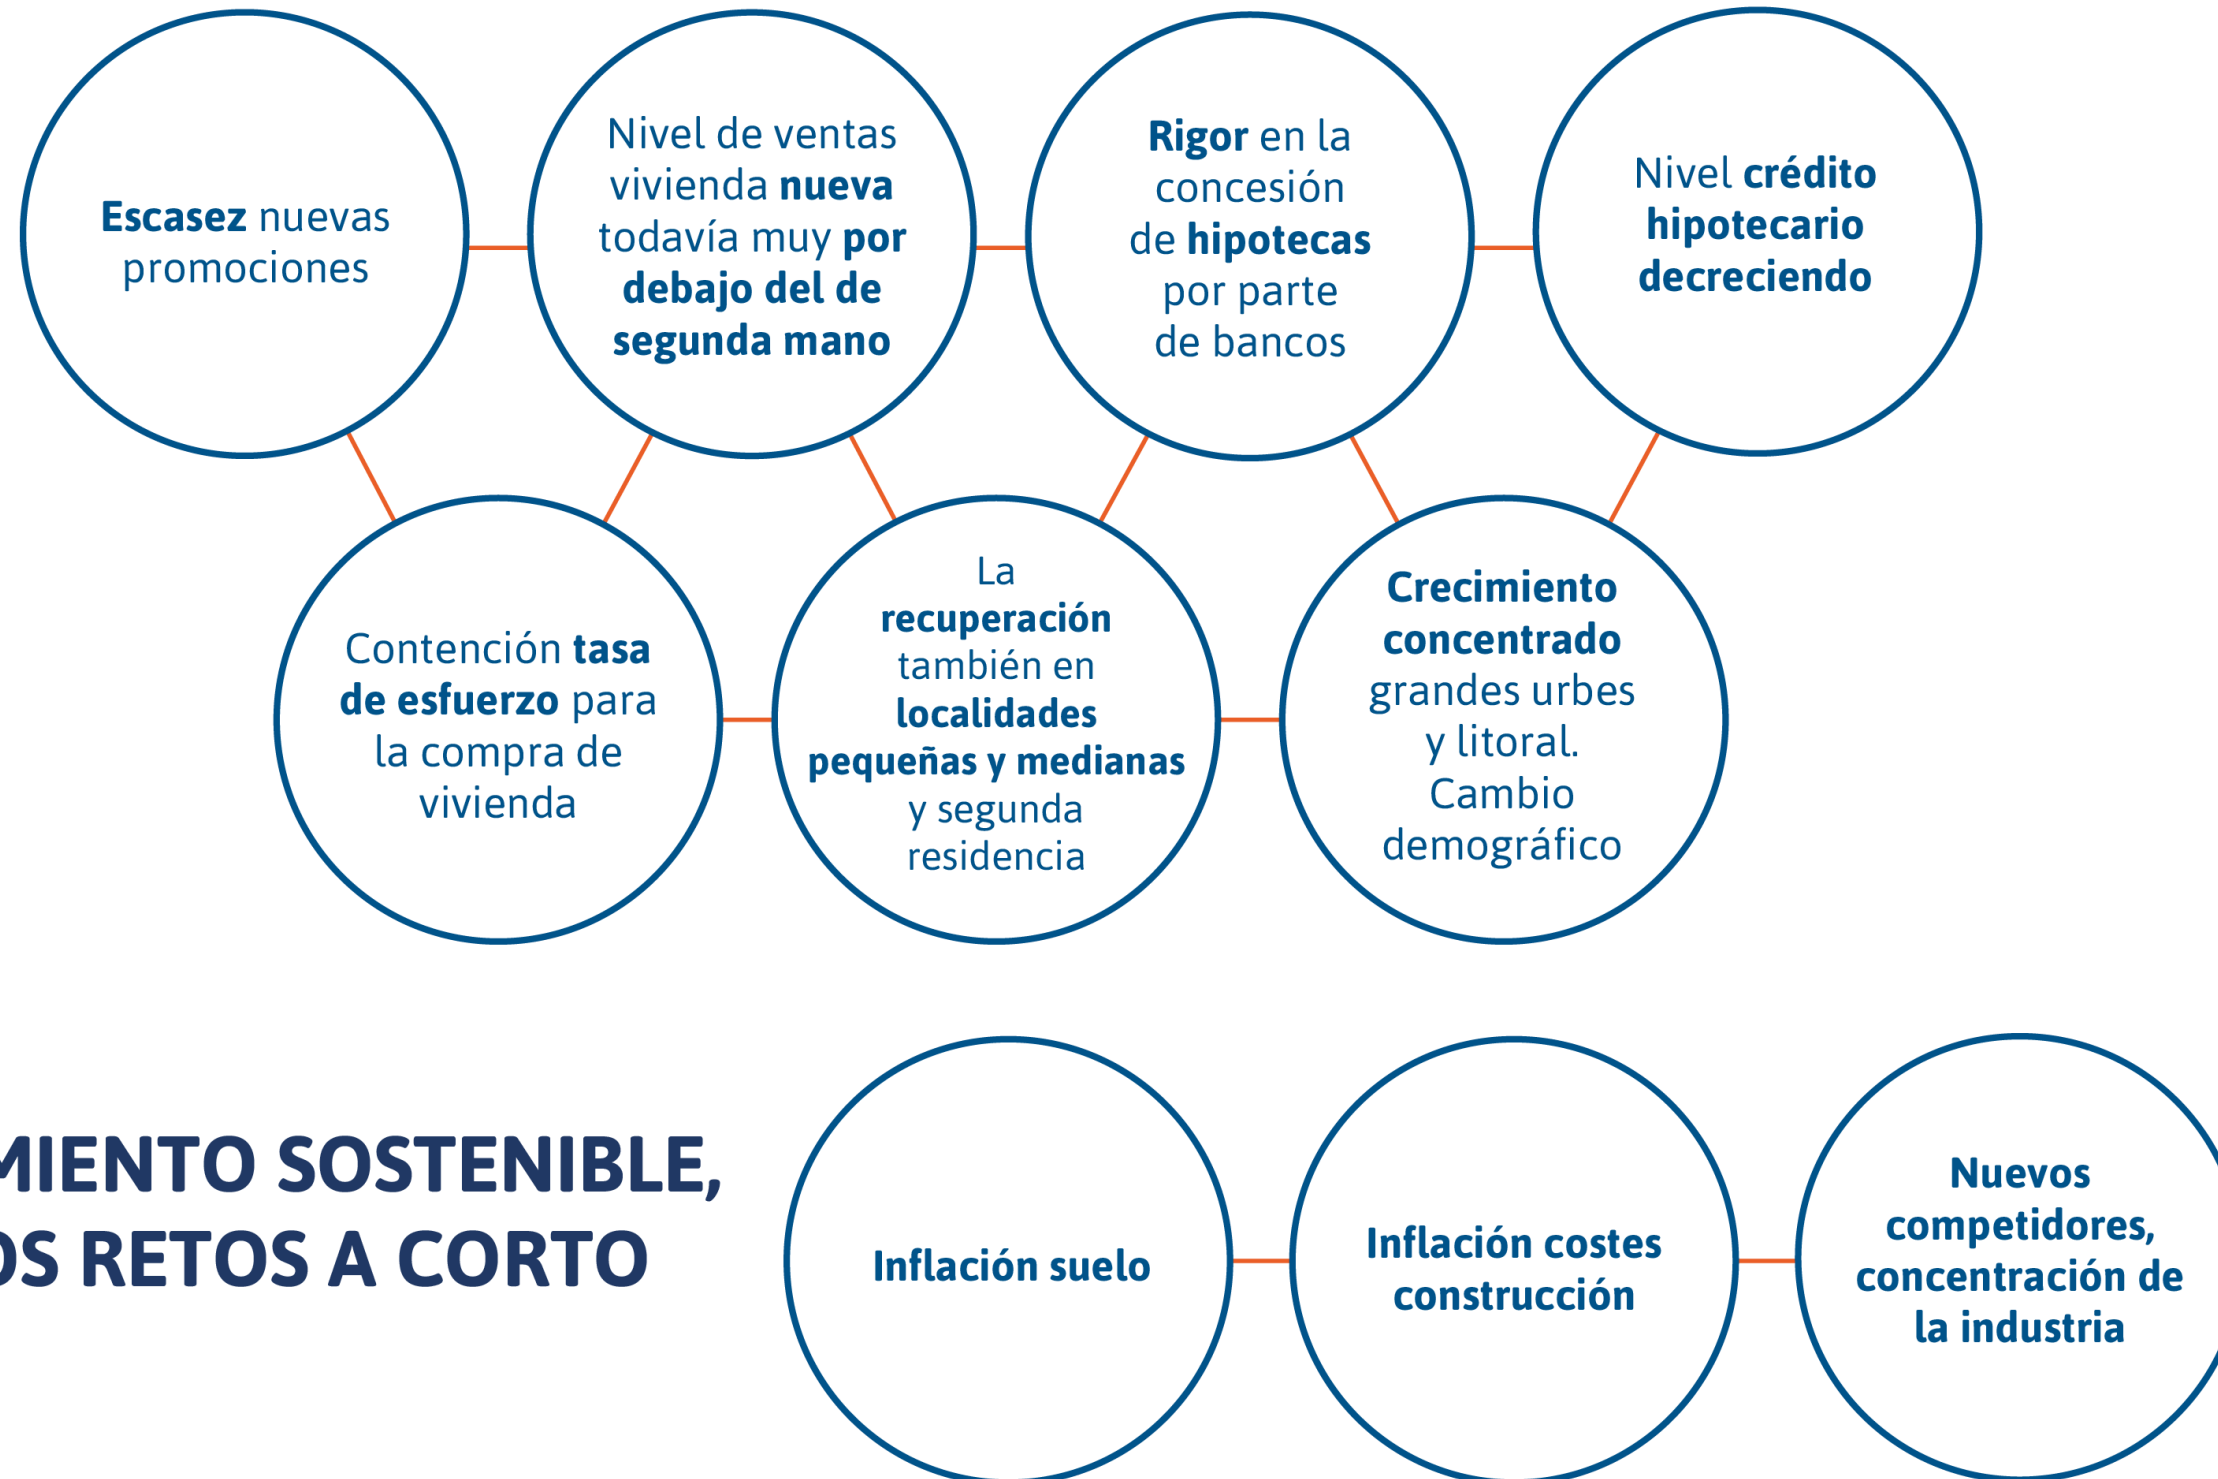 Escasez nuevas
promociones
Nivel de ventas
vivienda nueva
todavía muy por
debajo del de
segunda mano
Rigor en la
concesión
de hipotecas
por parte
de bancos
Nivel crédito
hipotecario
decreciendo
Contención tasa
de esfuerzo para
la compra de
vivienda
La
recuperación
también en
localidades
pequeñas y medianas
y segunda
residencia
Crecimiento
concentrado
grandes urbes
y litoral.
Cambio
demográfico
MIENTO SOSTENIBLE,
OS RETOS A CORTO
Inflación suelo
Inflación costes
construcción
Nuevos
competidores,
concentración de
la industria